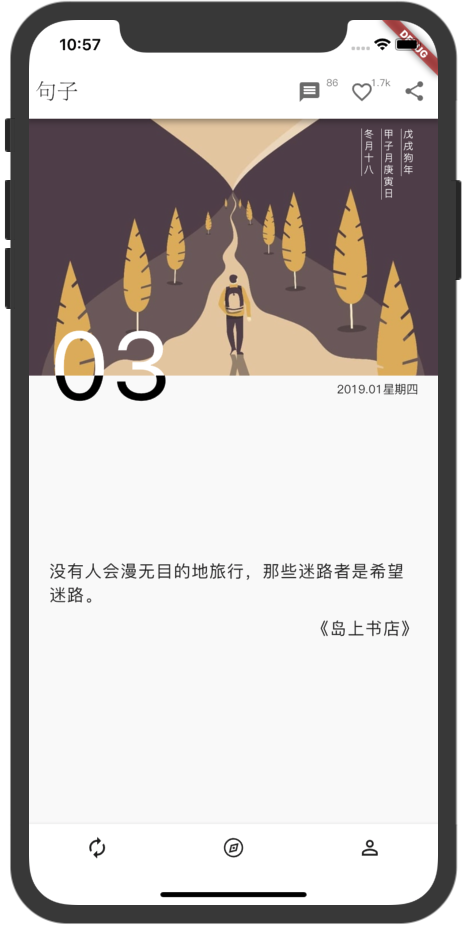 10:57
DEBUG
句子
86
1.7k
戊戌狗年
甲子月庚寅日
冬月十八
03
2019.01星期四
没有人会漫无目的地旅行，那些迷路者是希望
迷路。
《岛上书店》